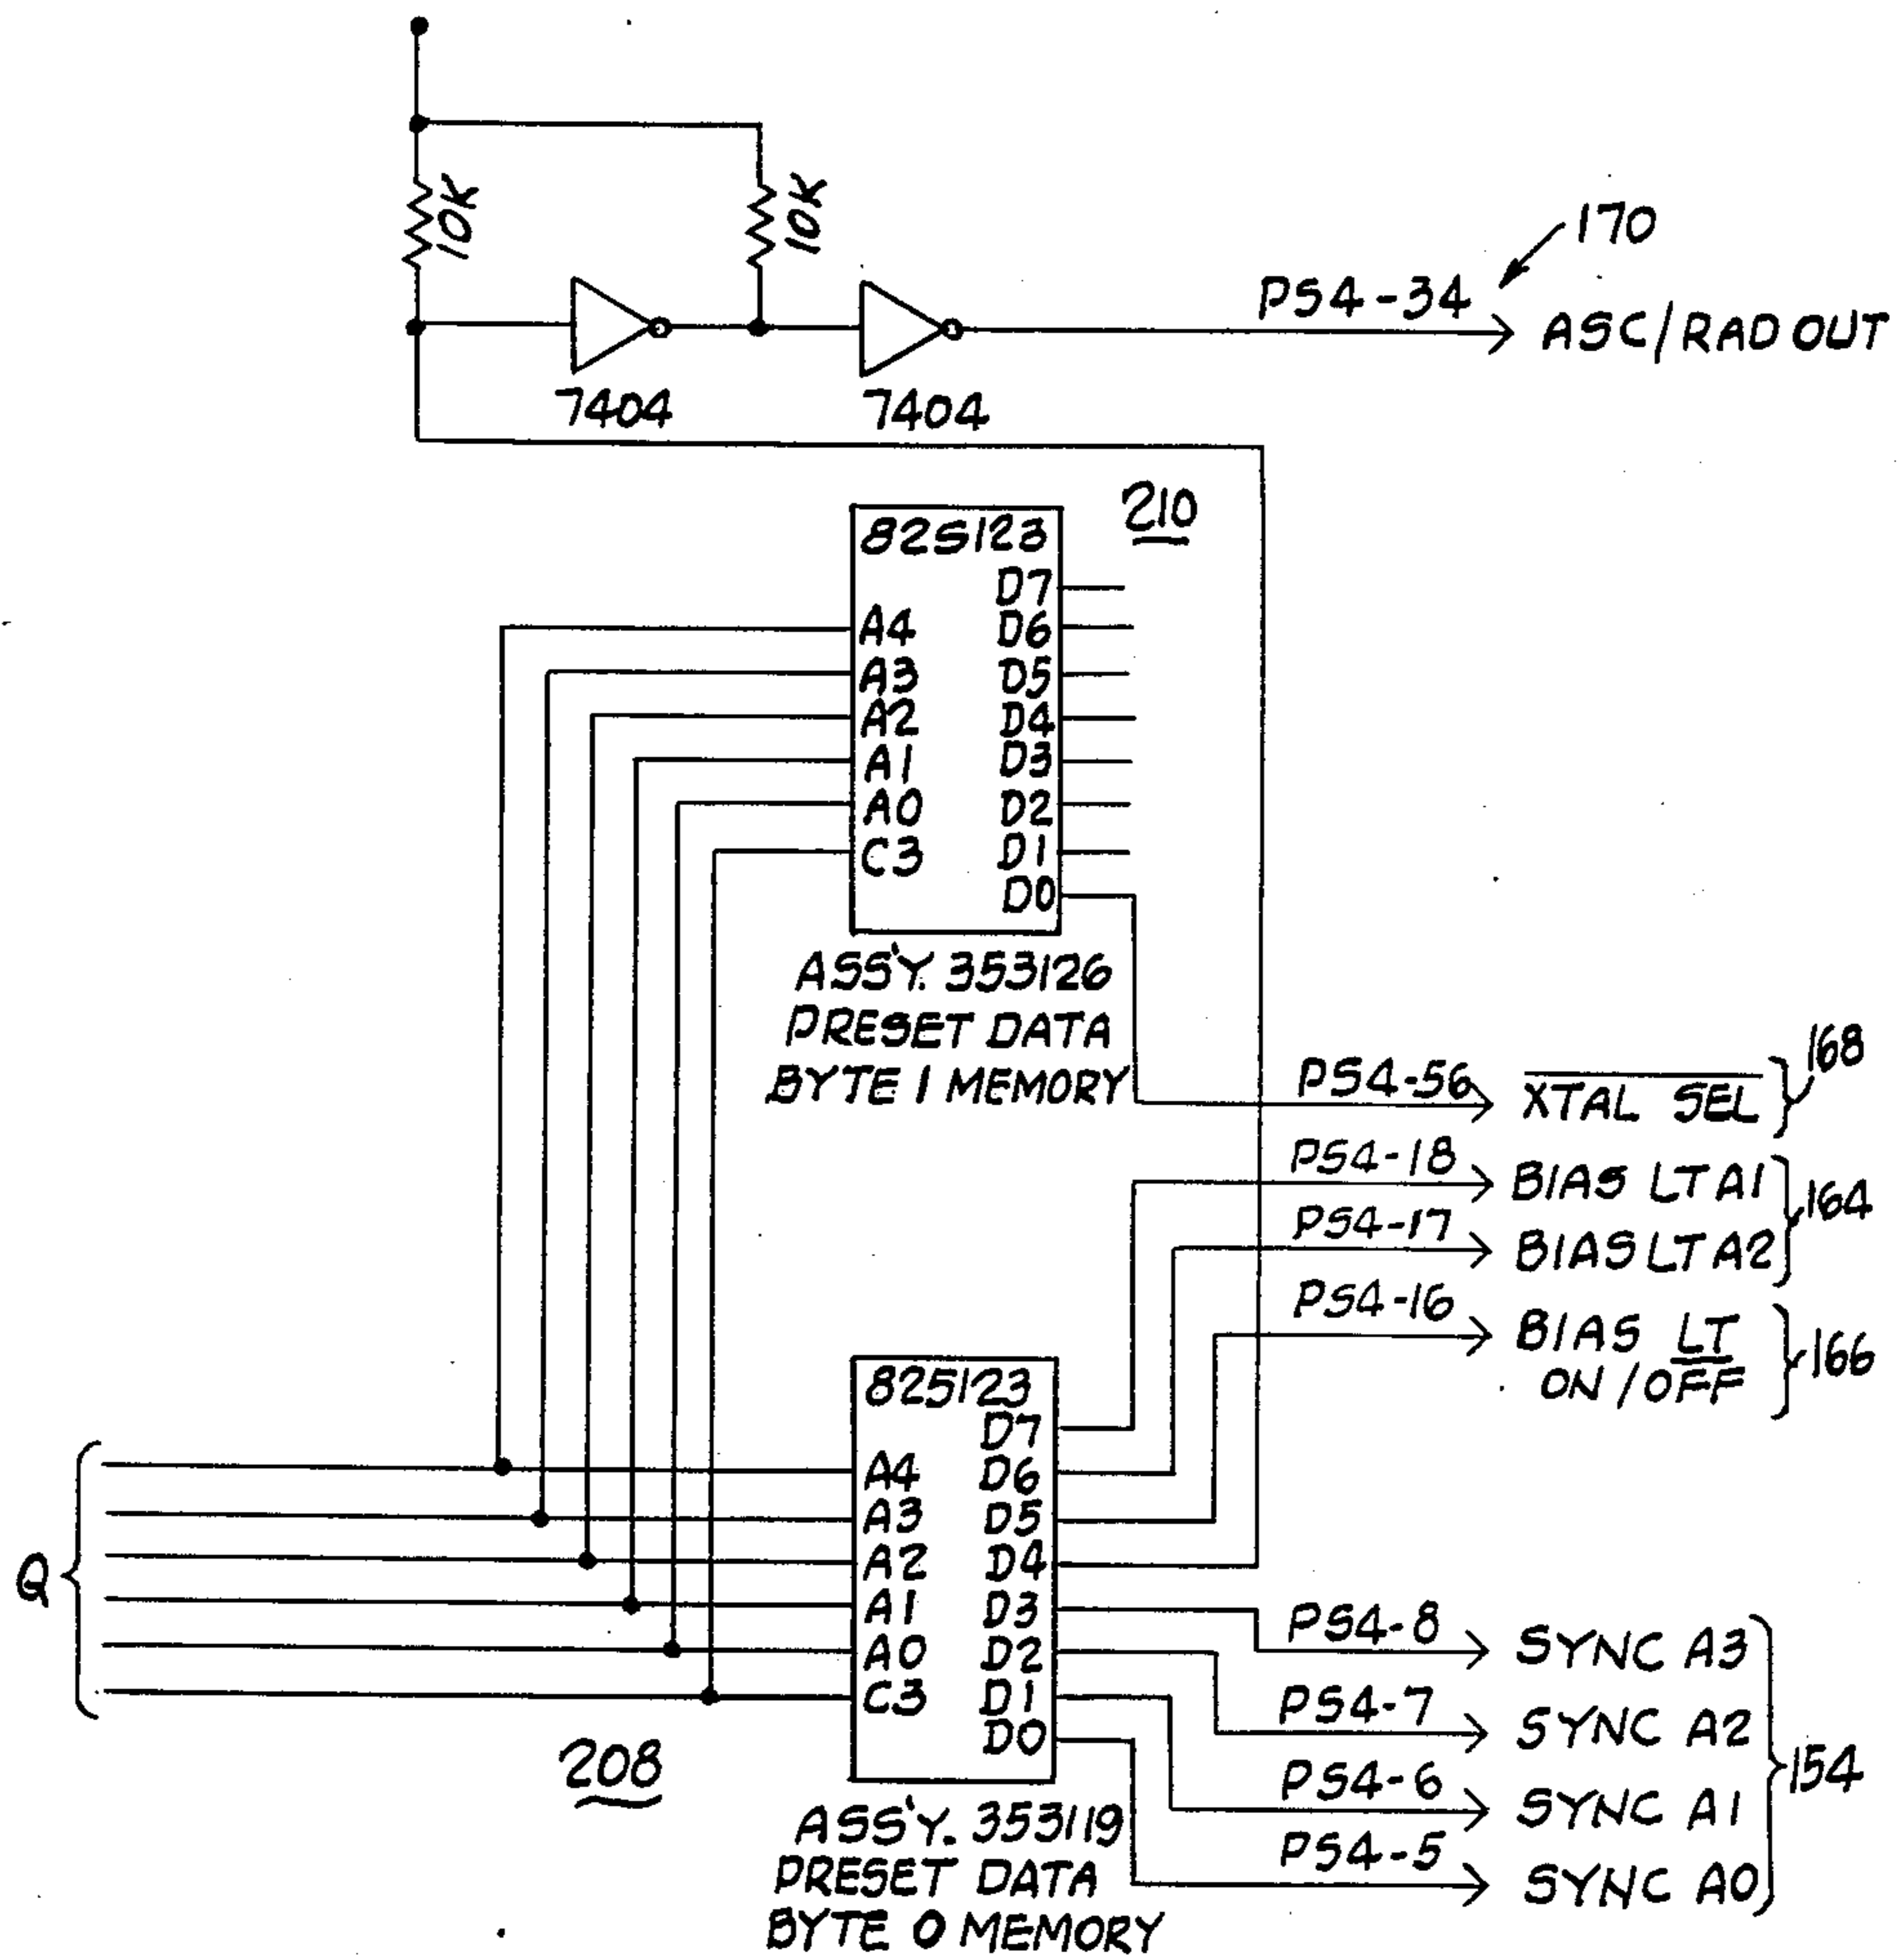 10K
10K
170
PS4-34
ASC/RAD OUT
7404
7404
210
82S123
D7
A4 D6
A3 D5
A2 D4
A1 D3
A0 D2
C3 D1
D0
ASS'Y. 353126
PRESET DATA
BYTE 1 MEMORY
PS4-56
XTAL SEL
168
PS4-18
BIAS LT A1
PS4-17
BIAS LT A2
164
PS4-16
BIAS LT
ON/OFF
166
82S123
D7
A4 D6
A3 D5
A2 D4
A1 D3
A0 D2
C3 D1
D0
Q
208
ASS'Y. 353119
PRESET DATA
BYTE 0 MEMORY
PS4-8
SYNC A3
PS4-7
SYNC A2
PS4-6
SYNC A1
PS4-5
SYNC A0
154